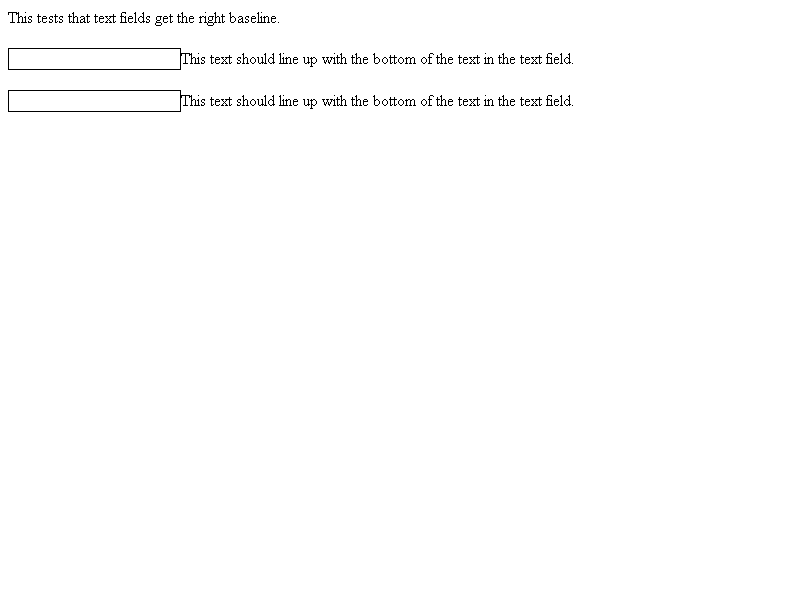 This tests that text fields get the right baseline.
This text should line up with the bottom of the text in the text field.
This text should line up with the bottom of the text in the text field.